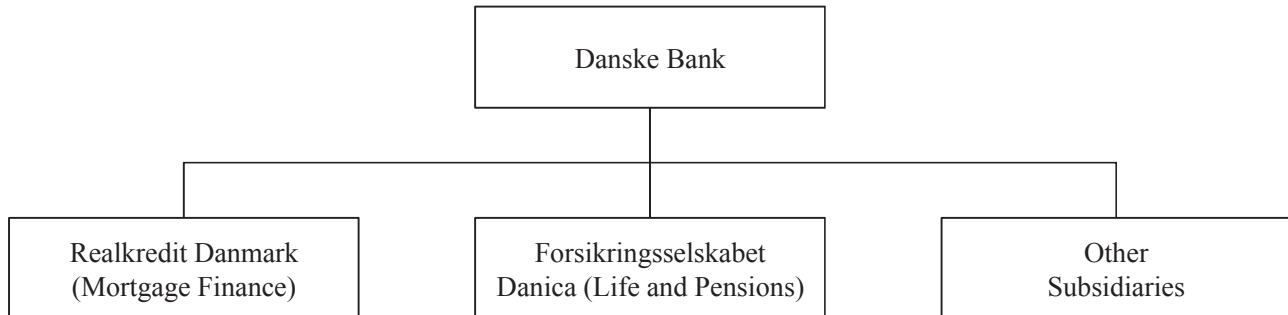 Danske Bank
Realkredit Danmark
(Mortgage Finance)
Forsikringsselskabet
Danica (Life and Pensions)
Other
Subsidiaries